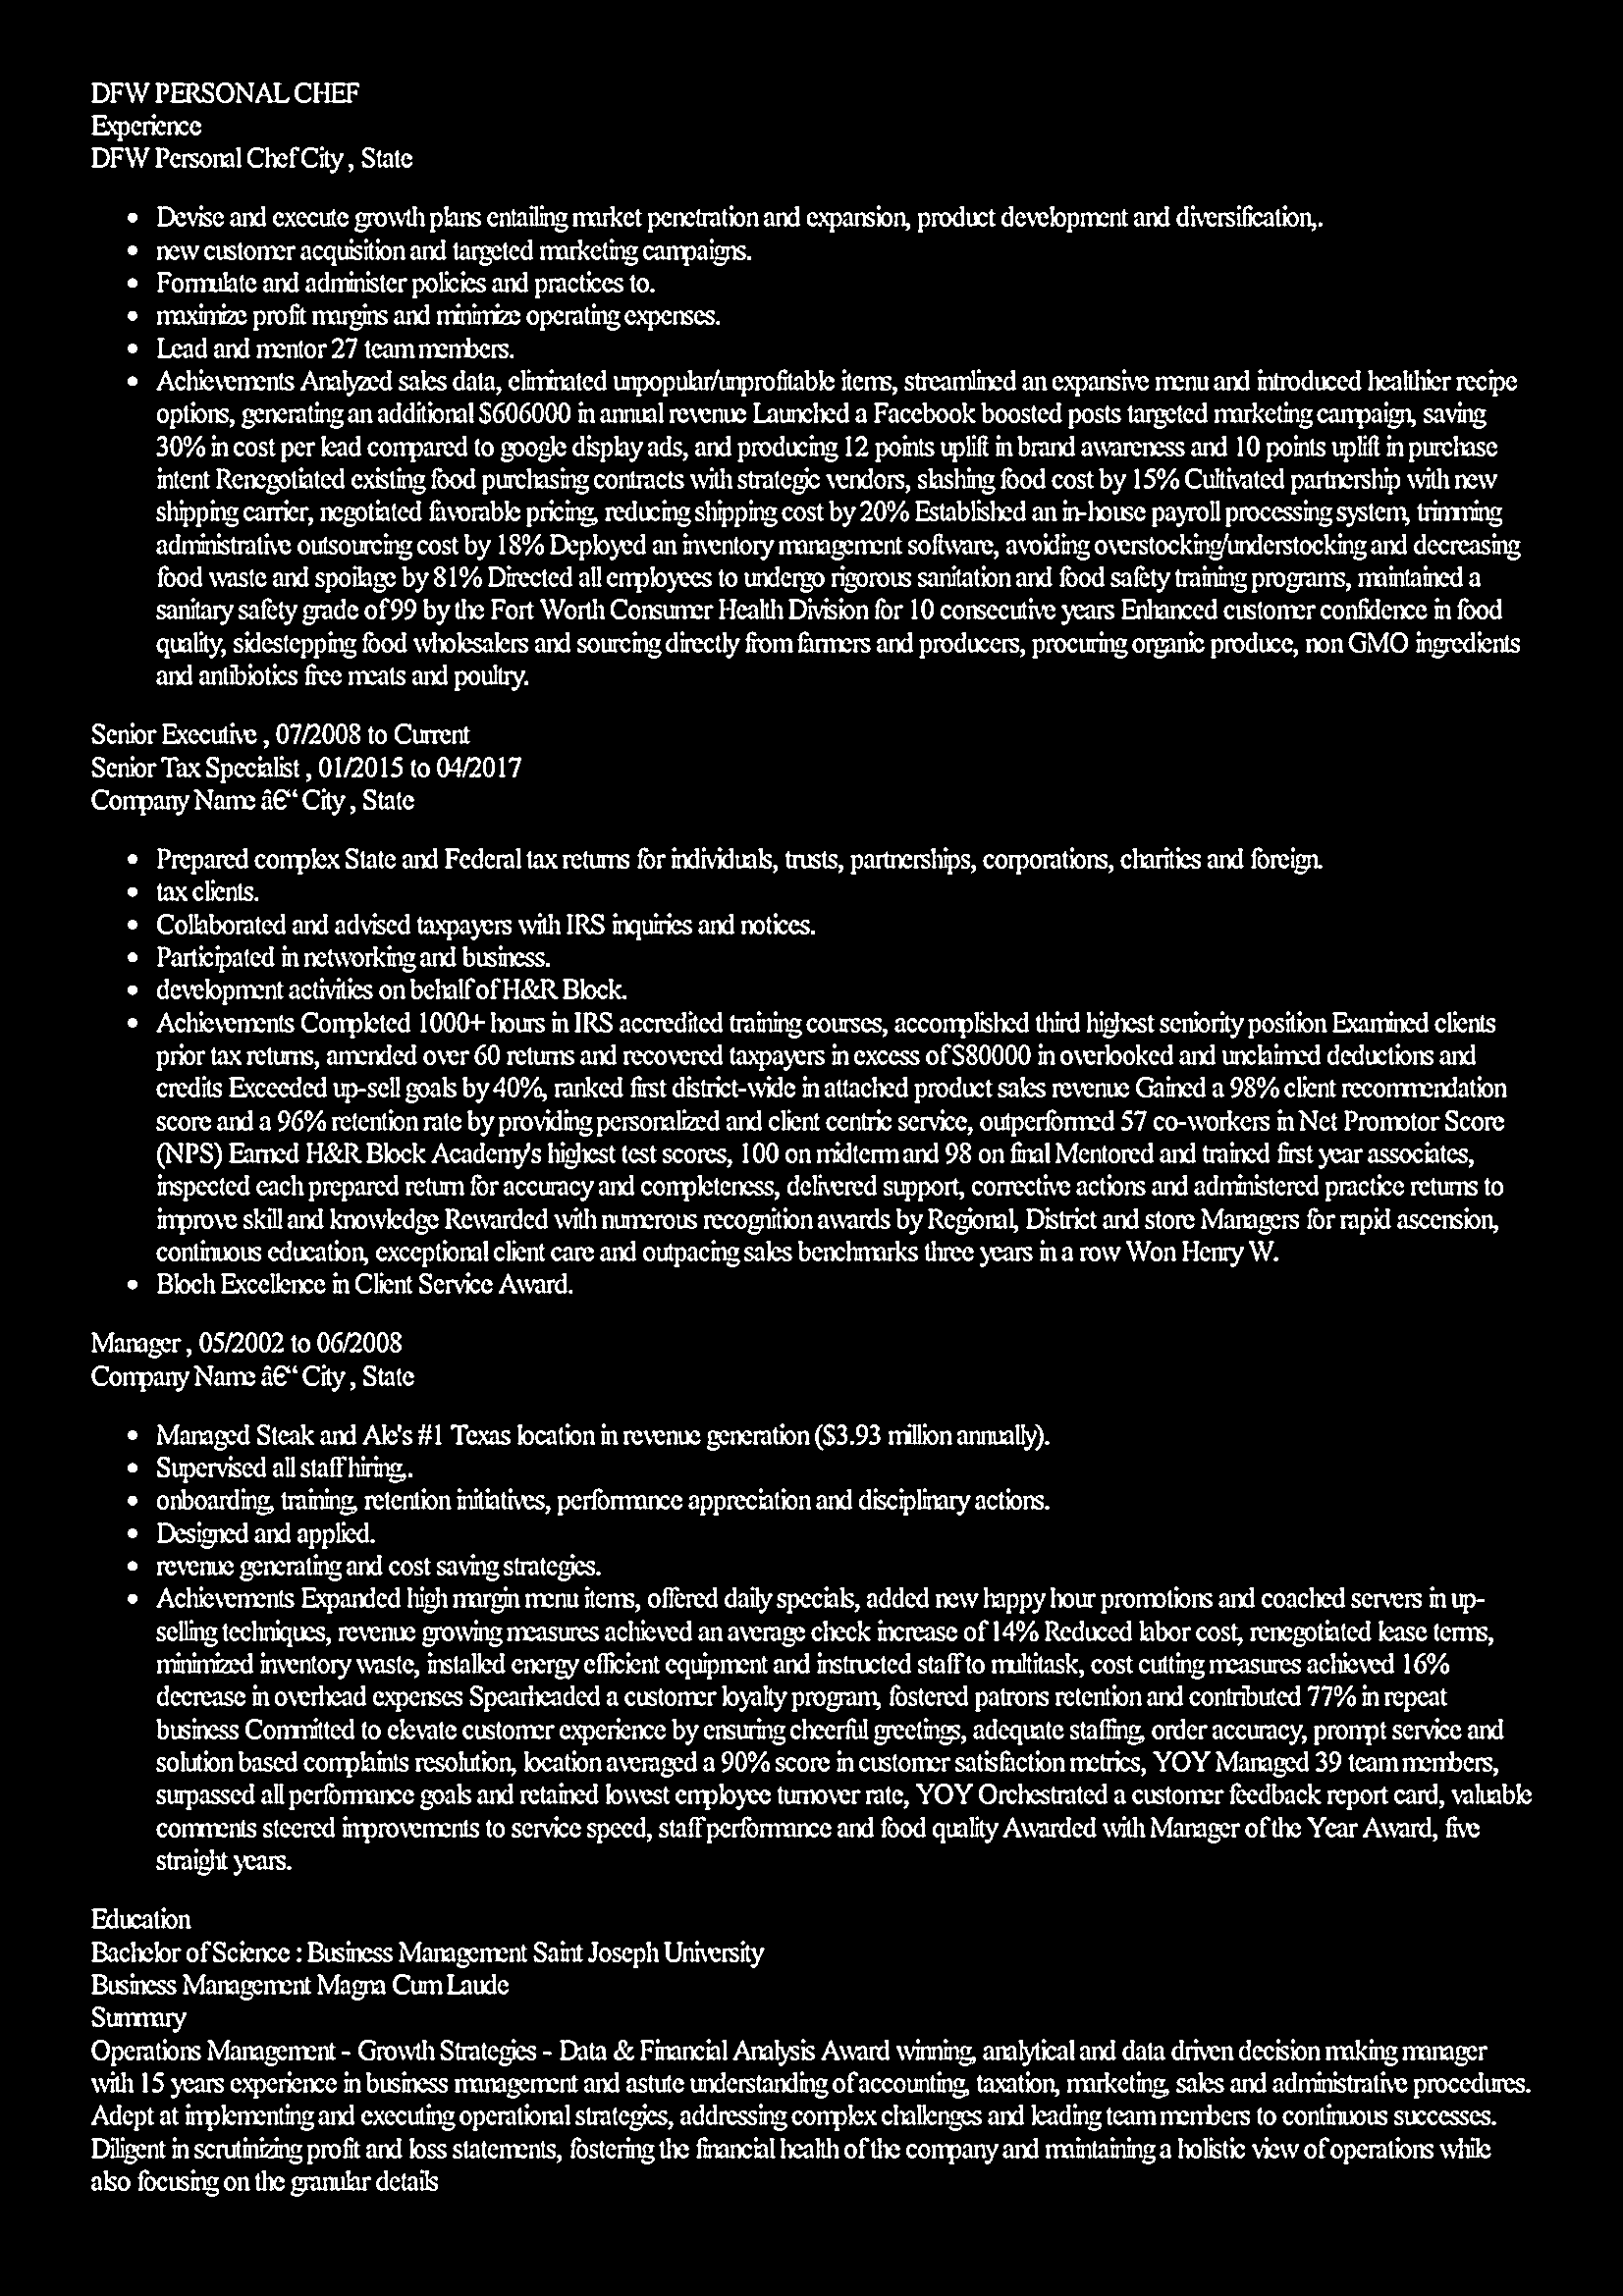 DFW PERSONAL CHEF
Experience
DFW Personal Chef City , State
• Devise and execute growth plans entailing market penetration and expansion, product development and diversification,.
• new customer acquisition and targeted marketing campaigns.
• Formulate and administer policies and practices to.
• maximize profit margins and minimize operating expenses.
• Lead and mentor 27 team members.
• Achievements Analyzed sales data, eliminated unpopular/unprofitable items, streamlined an expansive menu and introduced healthier recipe
options, generating an additional $606000 in annual revenue Launched a Facebook boosted posts targeted marketing campaign, saving
30% in cost per lead compared to google display ads, and producing 12 points uplift in brand awareness and 10 points uplift in purchase
intent Renegotiated existing food purchasing contracts with strategic vendors, slashing food cost by 15% Cultivated partnership with new
shipping carrier, negotiated favorable pricing, reducing shipping cost by 20% Established an in-house payroll processing system, trimming
administrative outsourcing cost by 18% Deployed an inventory management software, avoiding overstocking/understocking and decreasing
food waste and spoilage by 81% Directed all employees to undergo rigorous sanitation and food safety training programs, maintained a
sanitary safety grade of 99 by the Fort Worth Consumer Health Division for 10 consecutive years Enhanced customer confidence in food
quality, sidestepping food wholesalers and sourcing directly from farmers and producers, procuring organic produce, non GMO ingredients
and antibiotics free meats and poultry.
Senior Executive , 07/2008 to Current
Senior Tax Specialist , 01/2015 to 04/2017
Company Name â€“ City , State
• Prepared complex State and Federal tax returns for individuals, trusts, partnerships, corporations, charities and foreign.
• tax clients.
• Collaborated and advised taxpayers with IRS inquiries and notices.
• Participated in networking and business.
• development activities on behalf of H&R Block.
• Achievements Completed 1000+ hours in IRS accredited training courses, accomplished third highest seniority position Examined clients
prior tax returns, amended over 60 returns and recovered taxpayers in excess of $80000 in overlooked and unclaimed deductions and
credits Exceeded up-sell goals by 40%, ranked first district-wide in attached product sales revenue Gained a 98% client recommendation
score and a 96% retention rate by providing personalized and client centric service, outperformed 57 co-workers in Net Promotor Score
(NPS) Earned H&R Block Academy's highest test scores, 100 on midterm and 98 on final Mentored and trained first year associates,
inspected each prepared return for accuracy and completeness, delivered support, corrective actions and administered practice returns to
improve skill and knowledge Rewarded with numerous recognition awards by Regional, District and store Managers for rapid ascension,
continuous education, exceptional client care and outpacing sales benchmarks three years in a row Won Henry W.
• Bloch Excellence in Client Service Award.
Manager , 05/2002 to 06/2008
Company Name â€“ City , State
• Managed Steak and Ale's #1 Texas location in revenue generation ($3.93 million annually).
• Supervised all staff hiring,.
• onboarding, training, retention initiatives, performance appreciation and disciplinary actions.
• Designed and applied.
• revenue generating and cost saving strategies.
• Achievements Expanded high margin menu items, offered daily specials, added new happy hour promotions and coached servers in up-
selling techniques, revenue growing measures achieved an average check increase of 14% Reduced labor cost, renegotiated lease terms,
minimized inventory waste, installed energy efficient equipment and instructed staff to multitask, cost cutting measures achieved 16%
decrease in overhead expenses Spearheaded a customer loyalty program, fostered patrons retention and contributed 77% in repeat
business Committed to elevate customer experience by ensuring cheerful greetings, adequate staffing, order accuracy, prompt service and
solution based complaints resolution, location averaged a 90% score in customer satisfaction metrics, YOY Managed 39 team members,
surpassed all performance goals and retained lowest employee turnover rate, YOY Orchestrated a customer feedback report card, valuable
comments steered improvements to service speed, staff performance and food quality Awarded with Manager of the Year Award, five
straight years.
Education
Bachelor of Science : Business Management Saint Joseph University
Business Management Magna Cum Laude
Summary
Operations Management - Growth Strategies - Data & Financial Analysis Award winning, analytical and data driven decision making manager
with 15 years experience in business management and astute understanding of accounting, taxation, marketing, sales and administrative procedures.
Adept at implementing and executing operational strategies, addressing complex challenges and leading team members to continuous successes.
Diligent in scrutinizing profit and loss statements, fostering the financial health of the company and maintaining a holistic view of operations while
also focusing on the granular details